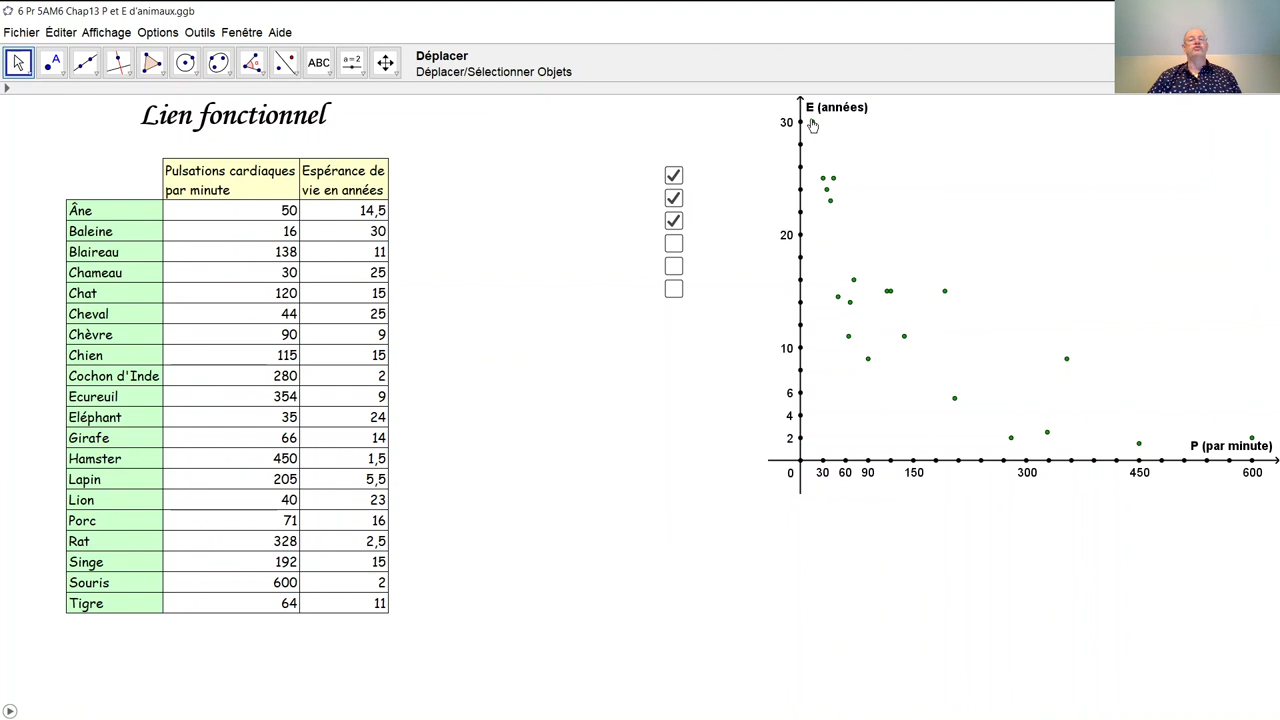 6 Pr 5AM6 Chap13 P et E d'animaux.ggb
Fichier Éditer Affichage Options Outils Fenêtre Aide
A
ABC
a=2
Déplacer
Déplacer/Sélectionner Objets
Lien fonctionnel
Pulsations cardiaques par minute Espérance de vie en années
Âne 50 14,5
Baleine 16 30
Blaireau 138 11
Chameau 30 25
Chat 120 15
Cheval 44 25
Chèvre 90 9
Chien 115 15
Cochon d'Inde 280 2
Ecureuil 354 9
Eléphant 35 24
Girafe 66 14
Hamster 450 1,5
Lapin 205 5,5
Lion 40 23
Porc 71 16
Rat 328 2,5
Singe 192 15
Souris 600 2
Tigre 64 11
E (années)
30
20
10
6
4
2
P (par minute)
0 30 60 90 150 300 450 600